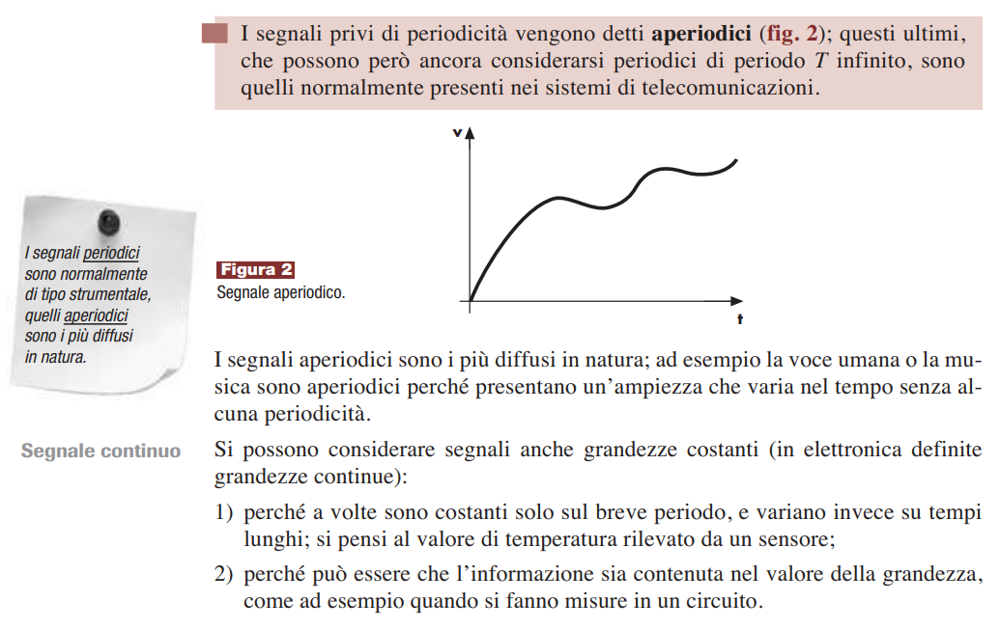 I segnali privi di periodicità vengono detti aperiodici (fig. 2); questi ultimi,
che possono però ancora considerarsi periodici di periodo T infinito, sono
quelli normalmente presenti nei sistemi di telecomunicazioni.
v
t
I segnali periodici
sono normalmente
di tipo strumentale,
quelli aperiodici
sono i più diffusi
in natura.
Figura 2
Segnale aperiodico.
I segnali aperiodici sono i più diffusi in natura; ad esempio la voce umana o la mu-
sica sono aperiodici perché presentano un'ampiezza che varia nel tempo senza al-
cuna periodicità.
Segnale continuo
Si possono considerare segnali anche grandezze costanti (in elettronica definite
grandezze continue):
1) perché a volte sono costanti solo sul breve periodo, e variano invece su tempi
lunghi; si pensi al valore di temperatura rilevato da un sensore;
2) perché può essere che l'informazione sia contenuta nel valore della grandezza,
come ad esempio quando si fanno misure in un circuito.